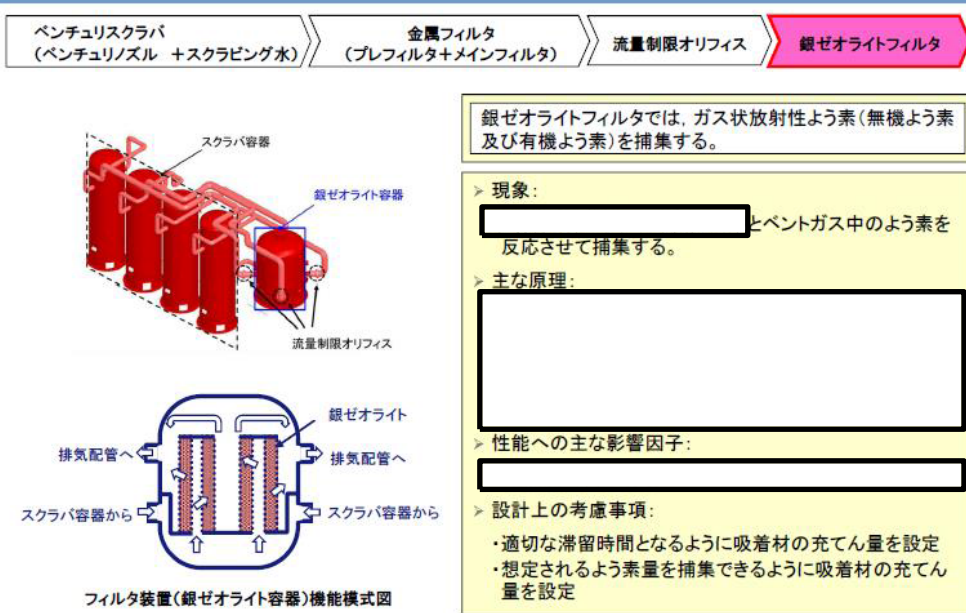 ベンチュリスクラバ
(ベンチュリノズル +スクラビング水)
金属フィルタ
(プレフィルタ+メインフィルタ)
流量制限オリフィス
銀ゼオライトフィルタ
スクラバ容器
銀ゼオライト容器
流量制限オリフィス
銀ゼオライト
排気配管へ
排気配管へ
スクラバ容器から
スクラバ容器から
フィルタ装置(銀ゼオライト容器)機能模式図
銀ゼオライトフィルタでは,ガス状放射性よう素(無機よう素
及び有機よう素)を捕集する。
➢ 現象:
とベントガス中のよう素を
反応させて捕集する。
➢ 主な原理:
➢ 性能への主な影響因子:
➢ 設計上の考慮事項:
・適切な滞留時間となるように吸着材の充てん量を設定
・想定されるよう素量を捕集できるように吸着材の充てん
量を設定